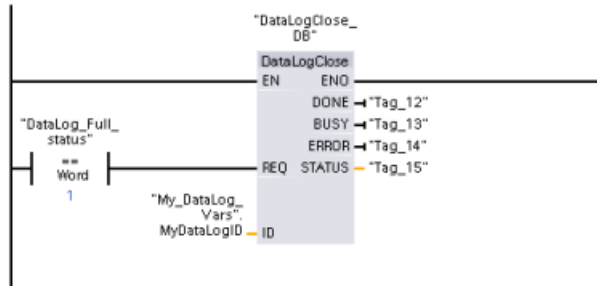 "DataLogClose_
DB"
DataLogClose
EN ENO
DONE "Tag_12"
BUSY "Tag_13"
"DataLog_Full_
status"
ERROR "Tag_14"
==
Word
REQ STATUS "Tag_15"
1
"My_DataLog_
Vars".
MyDataLogID ID